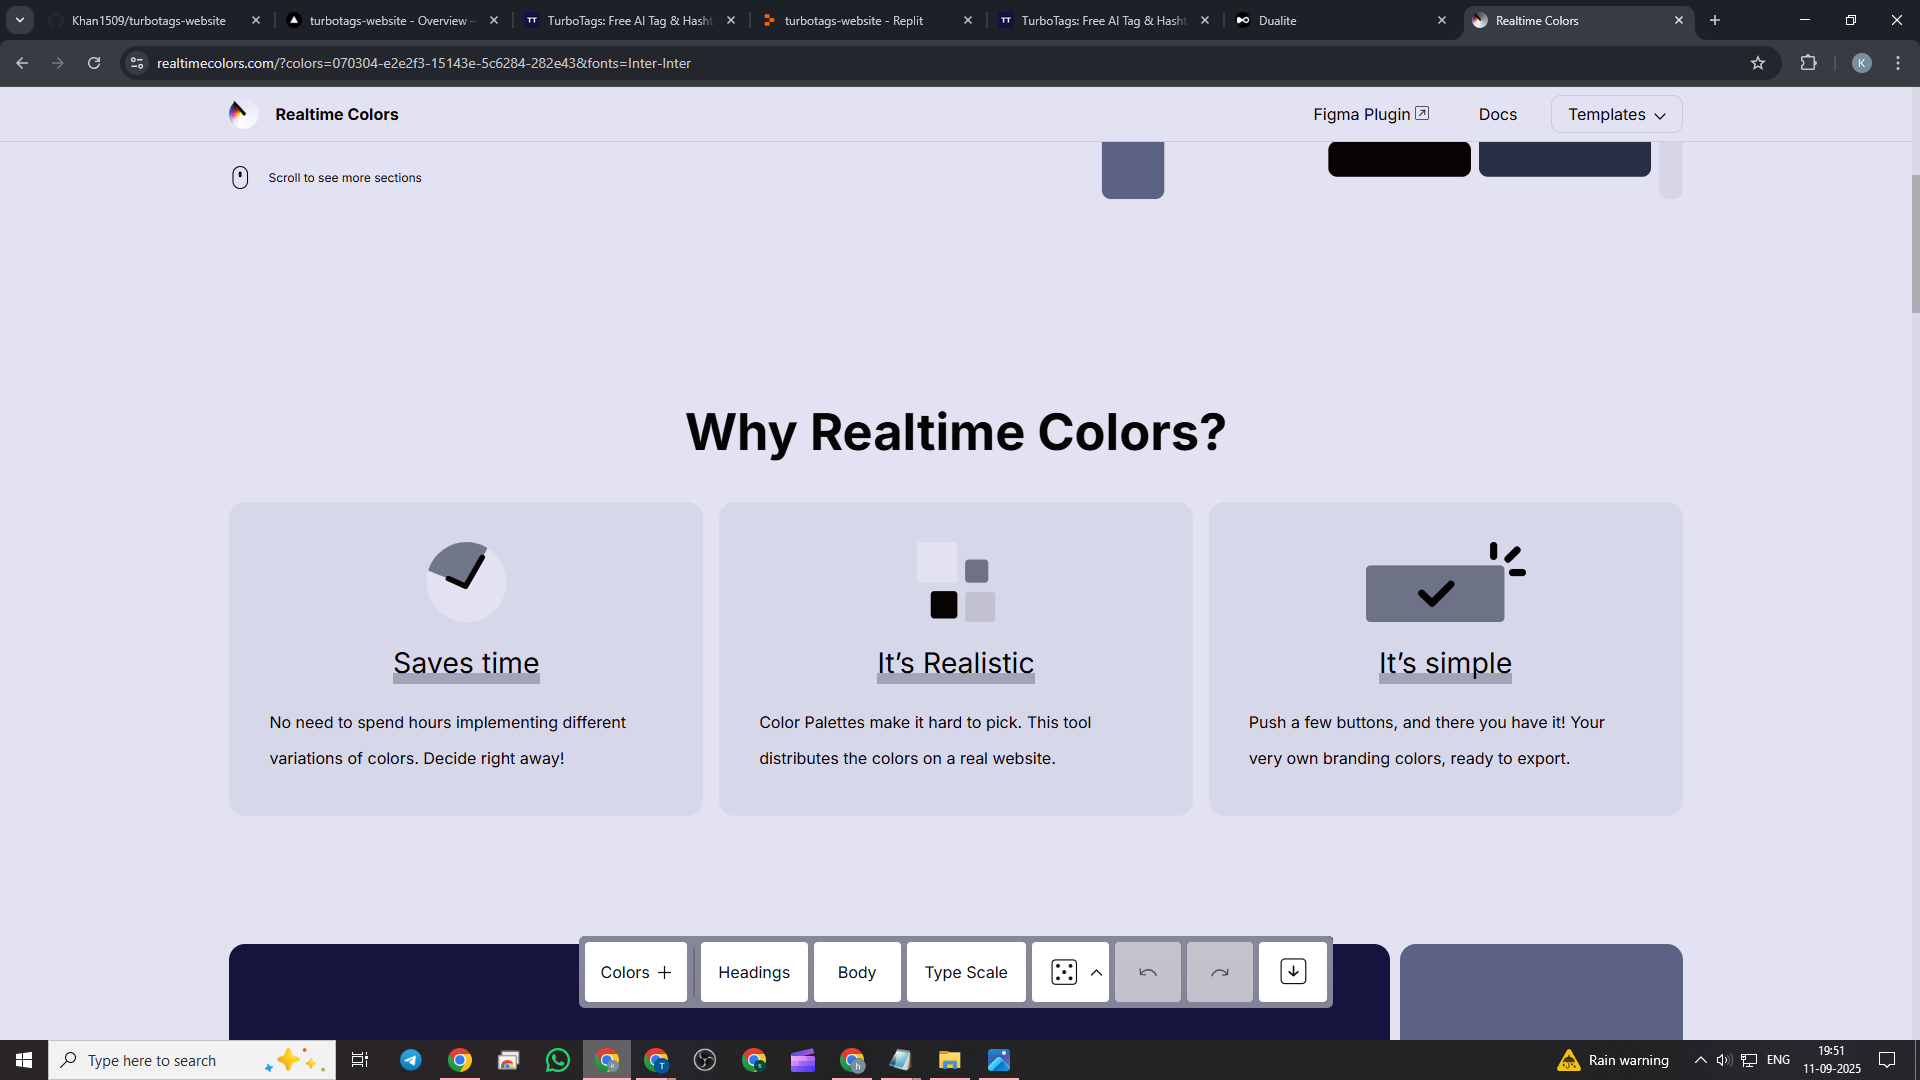 Khan1509/turbotags-website
turbotags-website - Overview -
TT TurboTags: Free AI Tag & Hasht
turbotags-website - Replit
TT TurboTags: Free AI Tag & Hasht
Dualite
Realtime Colors
realtimecolors.com/?colors=070304-e2e2f3-15143e-5c6284-282e43&fonts=Inter-Inter
K
Realtime Colors
Figma Plugin
Docs
Templates
Scroll to see more sections
Why Realtime Colors?
Saves time
No need to spend hours implementing different
variations of colors. Decide right away!
It’s Realistic
Color Palettes make it hard to pick. This tool
distributes the colors on a real website.
It’s simple
Push a few buttons, and there you have it! Your
very own branding colors, ready to export.
Colors
Headings
Body
Type Scale
Type here to search
Rain warning
ENG
19:51
11-09-2025